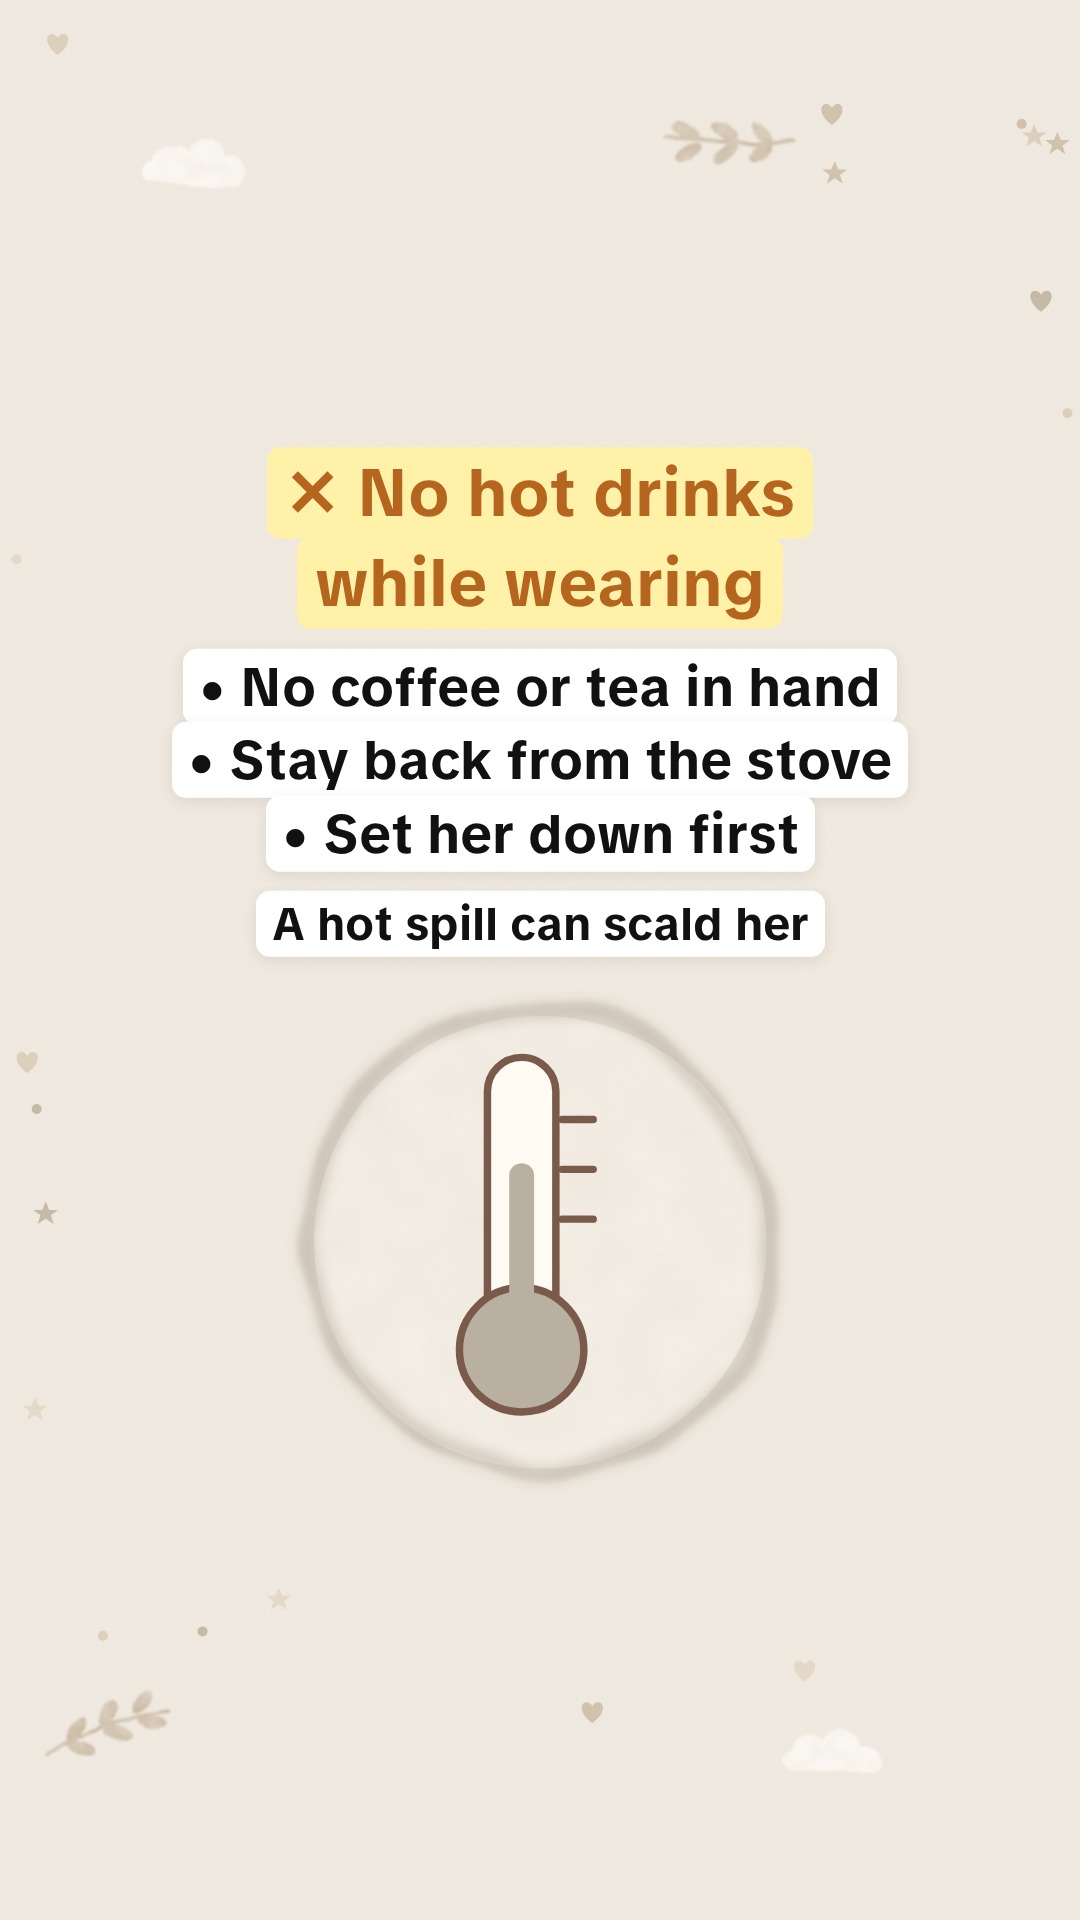 ✕ No hot drinks
while wearing
• No coffee or tea in hand
• Stay back from the stove
• Set her down first
A hot spill can scald her